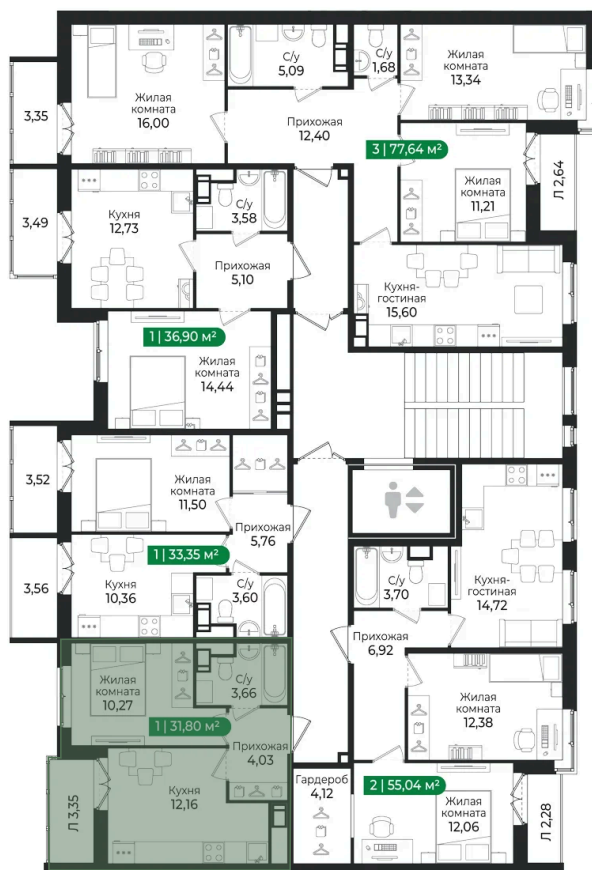 С/у
5,09
С/у
1,68
Жилая
комната
13,34
Жилая
комната
16,00
3,35
Прихожая
12,40
3 | 77,64 м²
Жилая
комната
11,21
Л 2,64
3,49
Кухня
12,73
С/у
3,58
Прихожая
5,10
Кухня-
гостиная
15,60
1 | 36,90 м²
Жилая
комната
14,44
3,52
Жилая
комната
11,50
Прихожая
5,76
1 | 33,35 м²
3,56
Кухня
10,36
С/у
3,60
С/у
3,70
Кухня-
гостиная
14,72
Прихожая
6,92
Жилая
комната
10,27
С/у
3,66
1 | 31,80 м²
Прихожая
4,03
Жилая
комната
12,38
Л 3,35
Кухня
12,16
Гардероб
4,12
2 | 55,04 м²
Жилая
комната
12,06
Л 2,28